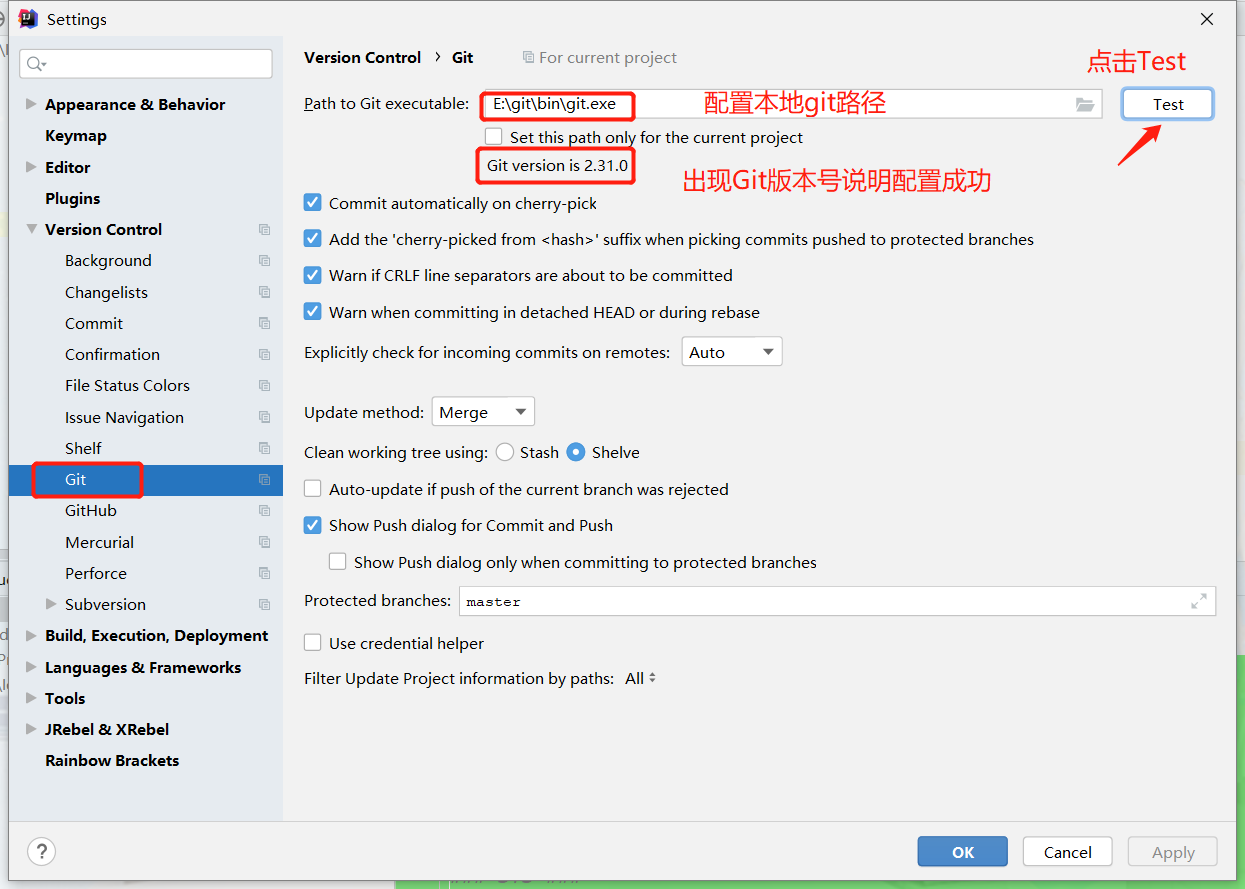 Settings
Version Control › Git For current project
点击Test
Path to Git executable: E:\git\bin\git.exe 配置本地git路径 Test
Set this path only for the current project
Git version is 2.31.0
出现Git版本号说明配置成功
Commit automatically on cherry-pick
Add the 'cherry-picked from <hash>' suffix when picking commits pushed to protected branches
Warn if CRLF line separators are about to be committed
Warn when committing in detached HEAD or during rebase
Explicitly check for incoming commits on remotes: Auto
Update method: Merge
Clean working tree using: Stash Shelve
Auto-update if push of the current branch was rejected
Show Push dialog for Commit and Push
Show Push dialog only when committing to protected branches
Protected branches: master
Use credential helper
Filter Update Project information by paths: All
Appearance & Behavior
Keymap
Editor
Plugins
Version Control
Background
Changelists
Commit
Confirmation
File Status Colors
Issue Navigation
Shelf
Git
GitHub
Mercurial
Perforce
Subversion
Build, Execution, Deployment
Languages & Frameworks
Tools
JRebel & XRebel
Rainbow Brackets
?
OK Cancel Apply